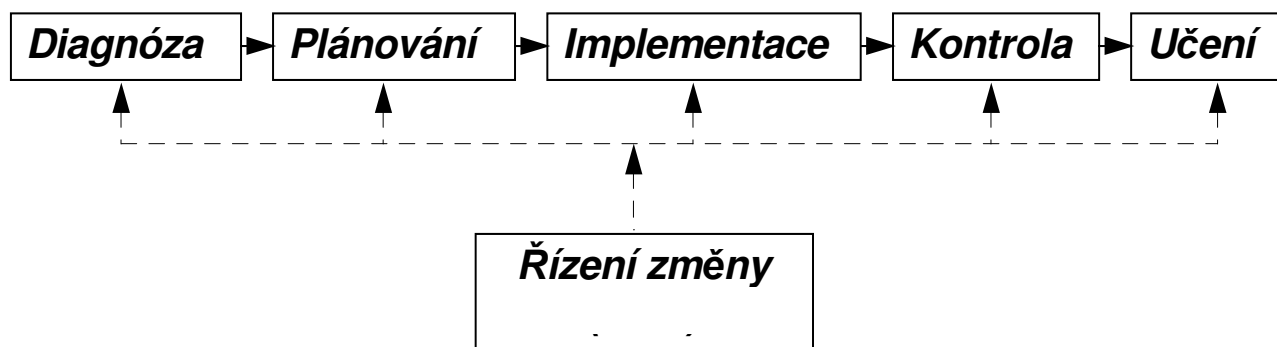 Diagnóza Plánování Implementace Kontrola Učení
Řízení změny